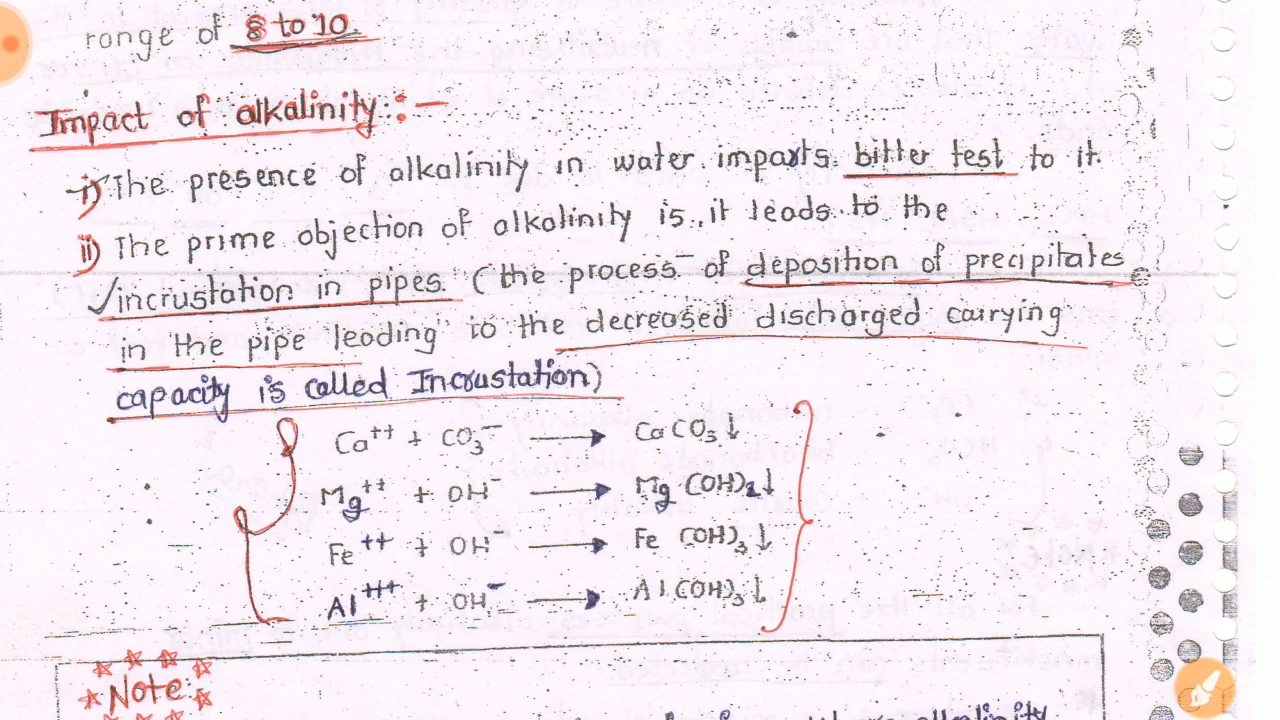 range of 8 to 10.
Impact of alkalinity :-
i) The presence of alkalinity in water imparts bitter test to it.
ii) The prime objection of alkalinity is, it leads to the
incrustation in pipes. (the process of deposition of precipitates
in the pipe leading to the decreased discharged carrying
capacity is called Incrustation)
Ca++ + CO3- → CaCO3↓
Mg++ + OH- → Mg(OH)2↓
Fe++ + OH- → Fe(OH)3↓
Al+++ + OH- → Al(OH)3↓
Note:
alkalinity